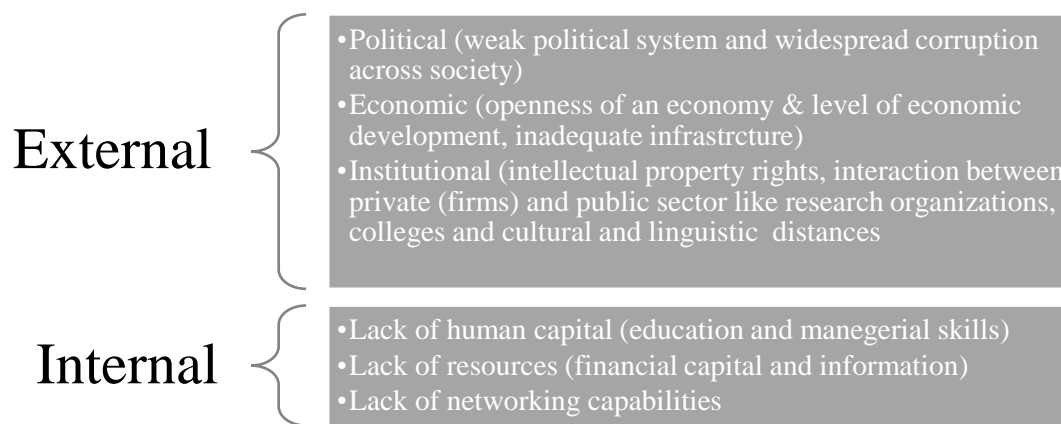 External
•Political (weak political system and widespread corruption
across society)
•Economic (openness of an economy & level of economic
development, inadequate infrastrcture)
•Institutional (intellectual property rights, interaction between
private (firms) and public sector like research organizations,
colleges and cultural and linguistic distances
Internal
•Lack of human capital (education and manegerial skills)
•Lack of resources (financial capital and information)
•Lack of networking capabilities